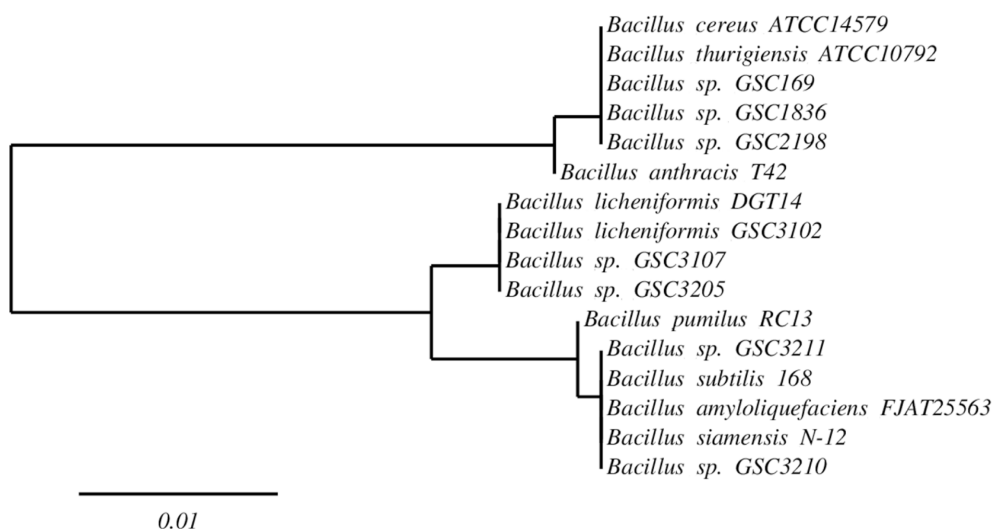 Bacillus cereus ATCC14579
Bacillus thurigiensis ATCC10792
Bacillus sp. GSC169
Bacillus sp. GSC1836
Bacillus sp. GSC2198
Bacillus anthracis T42
Bacillus licheniformis DGT14
Bacillus licheniformis GSC3102
Bacillus sp. GSC3107
Bacillus sp. GSC3205
Bacillus pumilus RC13
Bacillus sp. GSC3211
Bacillus subtilis 168
Bacillus amyloliquefaciens FJAT25563
Bacillus siamensis N-12
Bacillus sp. GSC3210
0.01